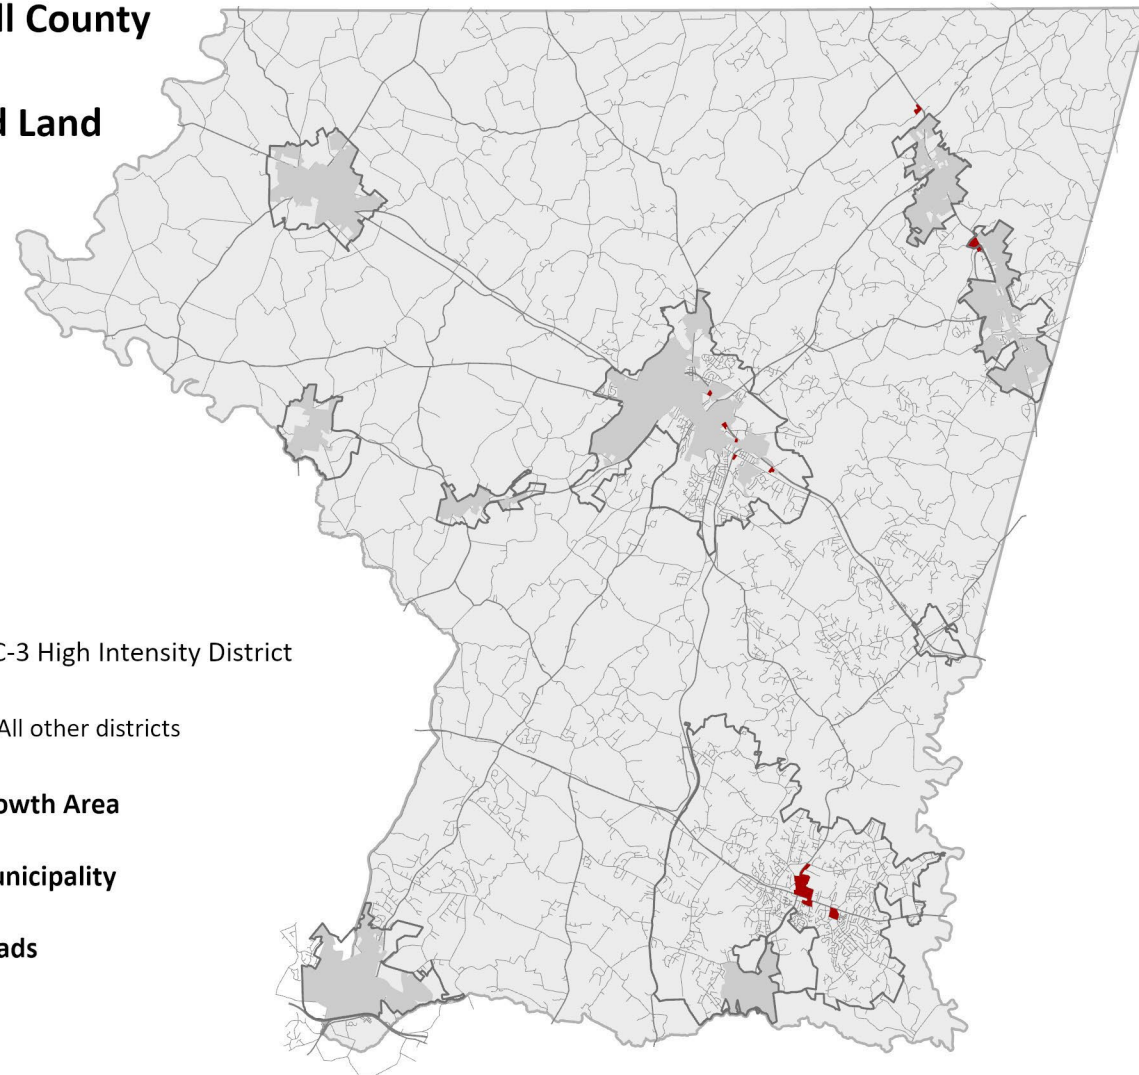 ll County
d Land
C-3 High Intensity District
All other districts
owth Area
unicipality
ads